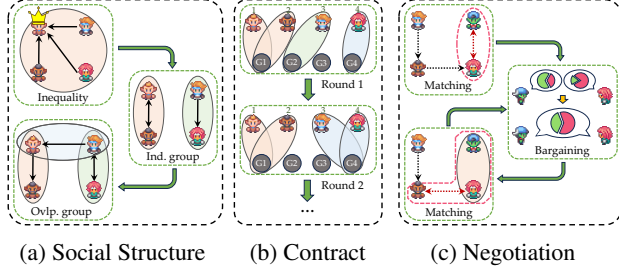 Inequality
Ind. group
Ovlp. group
(a) Social Structure
1 2 3 4
G1 G2 G3 G4
Round 1
1 2 3 4
G1 G2 G3 G4
Round 2
...
(b) Contract
Matching
Bargaining
Matching
(c) Negotiation